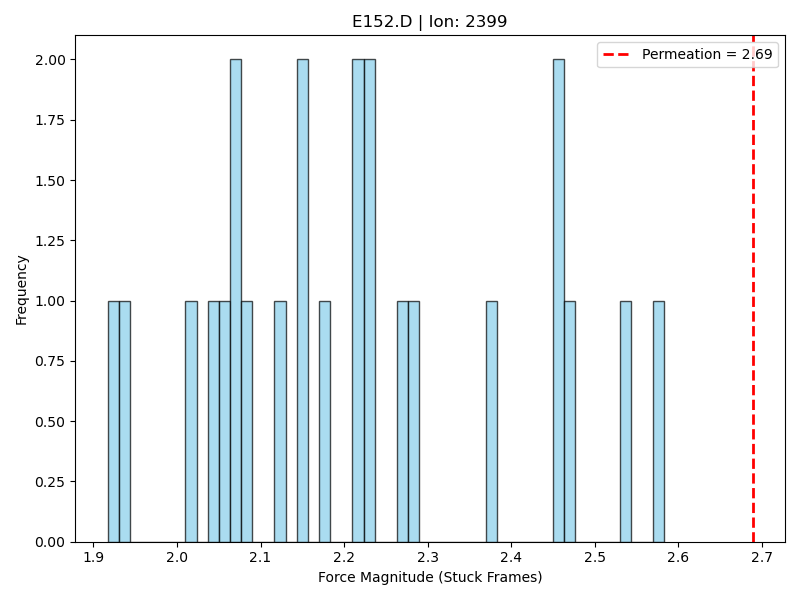 E152.D | Ion: 2399
Permeation = 2.69
2.00
1.75
1.50
1.25
1.00
0.75
0.50
0.25
0.00
Frequency
1.9 2.0 2.1 2.2 2.3 2.4 2.5 2.6 2.7
Force Magnitude (Stuck Frames)